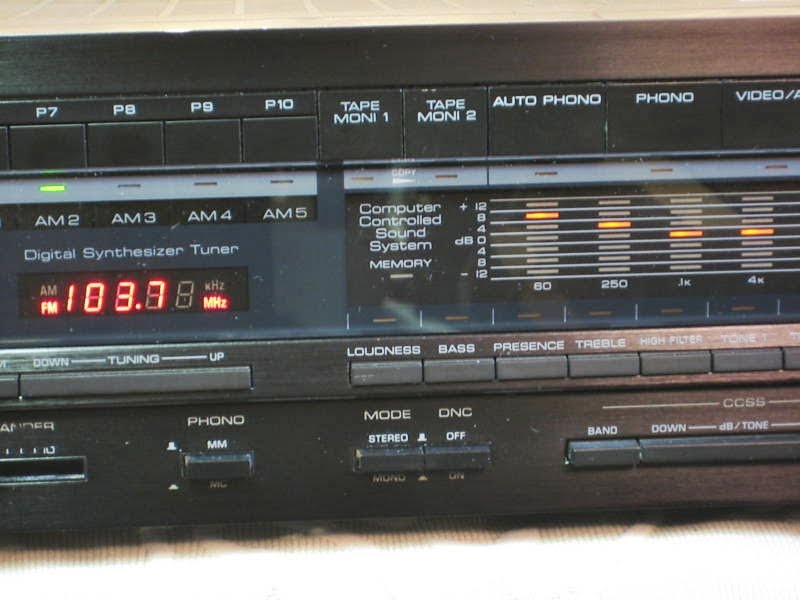 P7 P8 P9 P10 TAPE MONI 1 TAPE MONI 2 AUTO PHONO PHONO VIDEO/A
COPY
AM 2 AM 3 AM 4 AM 5
Digital Synthesizer Tuner
AM
FM 103.7 kHz
MHz
Computer
Controlled
Sound
System
MEMORY
+ 12
8
4
dB 0
4
8
- 12
60 250 1K 4K
DOWN TUNING UP
LOUDNESS BASS PRESENCE TREBLE HIGH FILTER TONE 1
ANDER
PHONO
MM
MC
MODE
STEREO
MONO
DNC
OFF
ON
CCSS
BAND DOWN dB/TONE